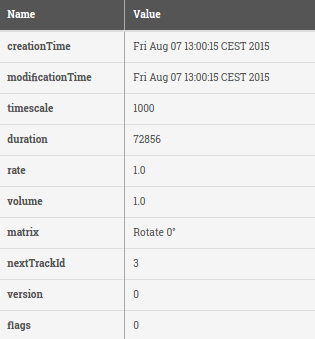 Name Value
creationTime Fri Aug 07 13:00:15 CEST 2015
modificationTime Fri Aug 07 13:00:15 CEST 2015
timescale 1000
duration 72856
rate 1.0
volume 1.0
matrix Rotate 0°
nextTrackId 3
version 0
flags 0